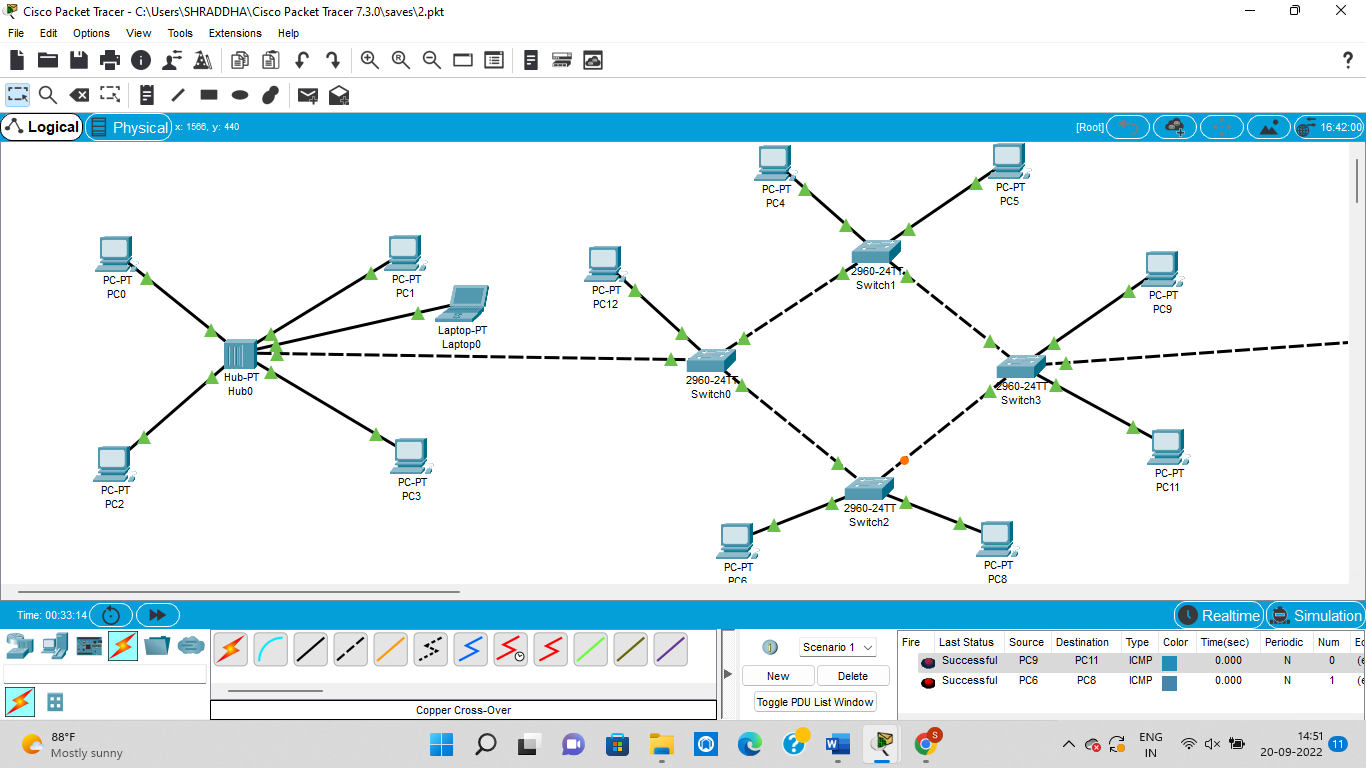 Cisco Packet Tracer - C:\Users\SHRADDHA\Cisco Packet Tracer 7.3.0\saves\2.pkt
File Edit Options View Tools Extensions Help
?
Logical Physical x: 1566, y: 440 [Root] 16:42:00
PC-PT
PC4
PC-PT
PC5
PC-PT
PC0
PC-PT
PC1
PC-PT
PC12
2960-24TT
Switch1
PC-PT
PC9
Laptop-PT
Laptop0
Hub-PT
Hub0
2960-24TT
Switch0
2960-24TT
Switch3
PC-PT
PC2
PC-PT
PC3
PC-PT
PC11
2960-24TT
Switch2
PC-PT
PC6
PC-PT
PC8
Time: 00:33:14 Realtime Simulation
Scenario 1
New Delete
Toggle PDU List Window
Fire Last Status Source Destination Type Color Time(sec) Periodic Num Ed
Successful PC9 PC11 ICMP 0.000 N 0 (e
Successful PC6 PC8 ICMP 0.000 N 1 (e
Copper Cross-Over
88°F
Mostly sunny
S
ENG
IN
14:51
20-09-2022
11